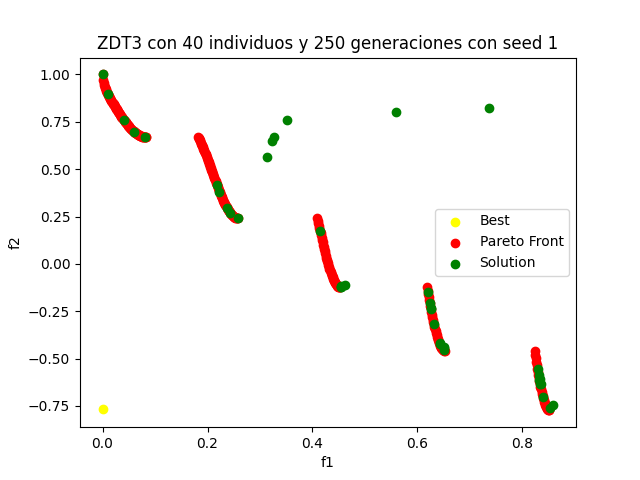 ZDT3 con 40 individuos y 250 generaciones con seed 1
1.00
0.75
0.50
0.25
0.00
−0.25
−0.50
−0.75
f2
Best
Pareto Front
Solution
0.0 0.2 0.4 0.6 0.8
f1